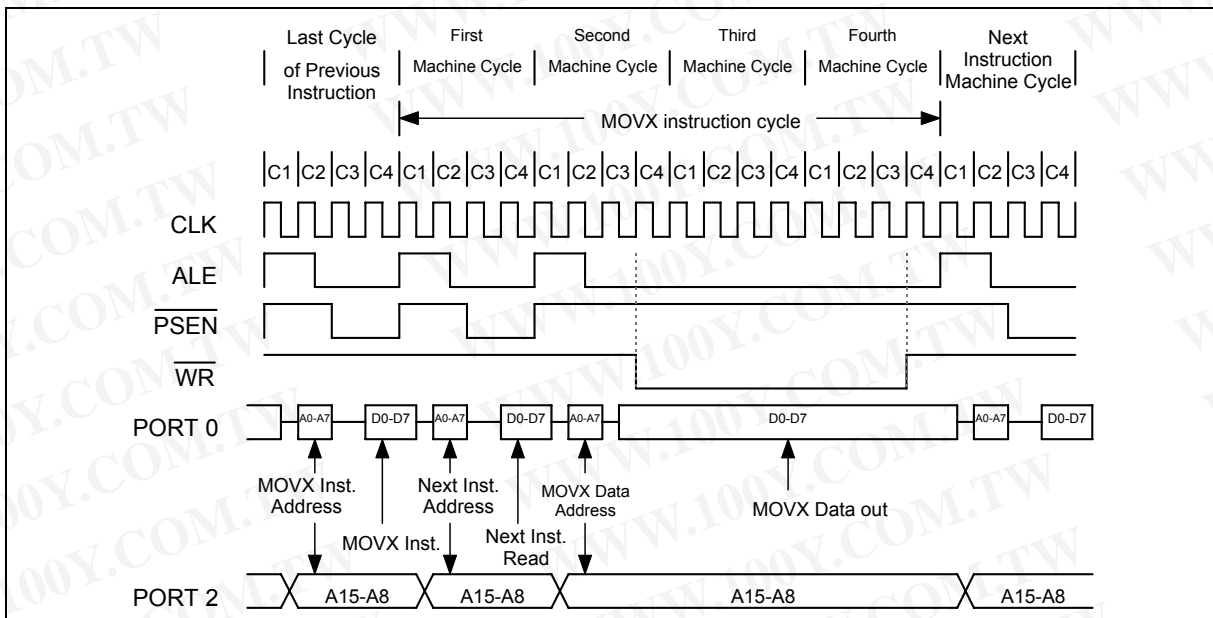 Last Cycle of Previous Instruction
First Machine Cycle
Second Machine Cycle
Third Machine Cycle
Fourth Machine Cycle
Next Instruction Machine Cycle
MOVX instruction cycle
C1 C2 C3 C4 C1 C2 C3 C4 C1 C2 C3 C4 C1 C2 C3 C4 C1 C2 C3 C4 C1 C2 C3 C4
CLK
ALE
PSEN
WR
PORT 0 A0-A7 D0-D7 A0-A7 D0-D7 A0-A7 D0-D7 A0-A7 D0-D7
MOVX Inst. Address
MOVX Inst.
Next Inst. Address
Next Inst. Read
MOVX Data Address
MOVX Data out
PORT 2 A15-A8 A15-A8 A15-A8 A15-A8
WWW.100Y.COM.TW